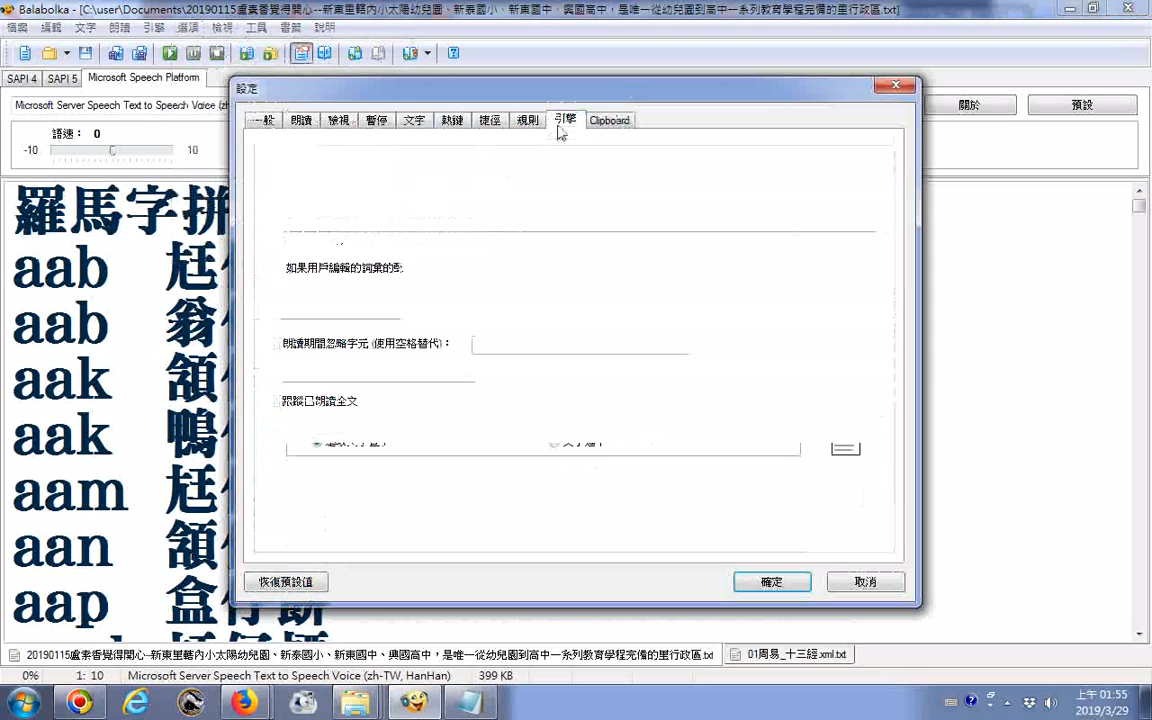 Balabolka - [C:\user\Documents\20190115盧素香覺得開心--新東里轄內小太陽幼兒園、新泰國小、新東國中、興國高中，是唯一從幼兒園到高中一系列教育學程完備的里行政區.txt]
檔案 編輯 文字 朗讀 引擎 選項 檢視 工具 書籤 說明
SAPI 4 SAPI 5 Microsoft Speech Platform
設定
Microsoft Server Speech Text to Speech Voice (zh
關於 預設
一般 朗讀 檢視 暫停 文字 熱鍵 捷徑 規則 引擎 Clipboard
語速： 0
-10 10
羅馬字拼
aab 尪
aab 翁
aak 頷
aak 鴨
aam 尪
aan 頷
aap 盒仔餅
如果用戶編輯的詞彙的
朗讀期間忽略字元 (使用空格替代)：
跟蹤已朗讀全文
恢復預設值 確定 取消
20190115盧素香覺得開心--新東里轄內小太陽幼兒園、新泰國小、新東國中、興國高中，是唯一從幼兒園到高中一系列教育學程完備的里行政區.txt 01周易_十三經.xml.txt
0% 1: 10 Microsoft Server Speech Text to Speech Voice (zh-TW, HanHan) 399 KB
上午 01:55
2019/3/29